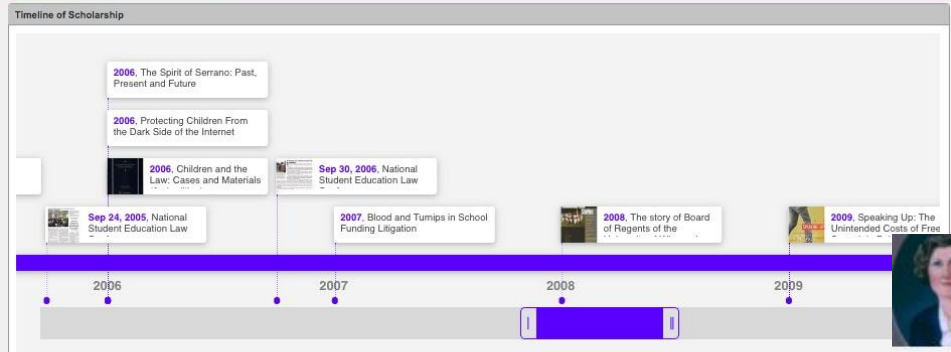 Timeline of Scholarship
2006, The Spirit of Serrano: Past,
Present and Future
2006, Protecting Children From
the Dark Side of the Internet
2006, Children and the
Law: Cases and Materials
Sep 30, 2006, National
Student Education Law
Sep 24, 2005, National
Student Education Law
2007, Blood and Turnips in School
Funding Litigation
2008, The story of Board
of Regents of the
2009, Speaking Up: The
Unintended Costs of Free
2006
2007
2008
2009